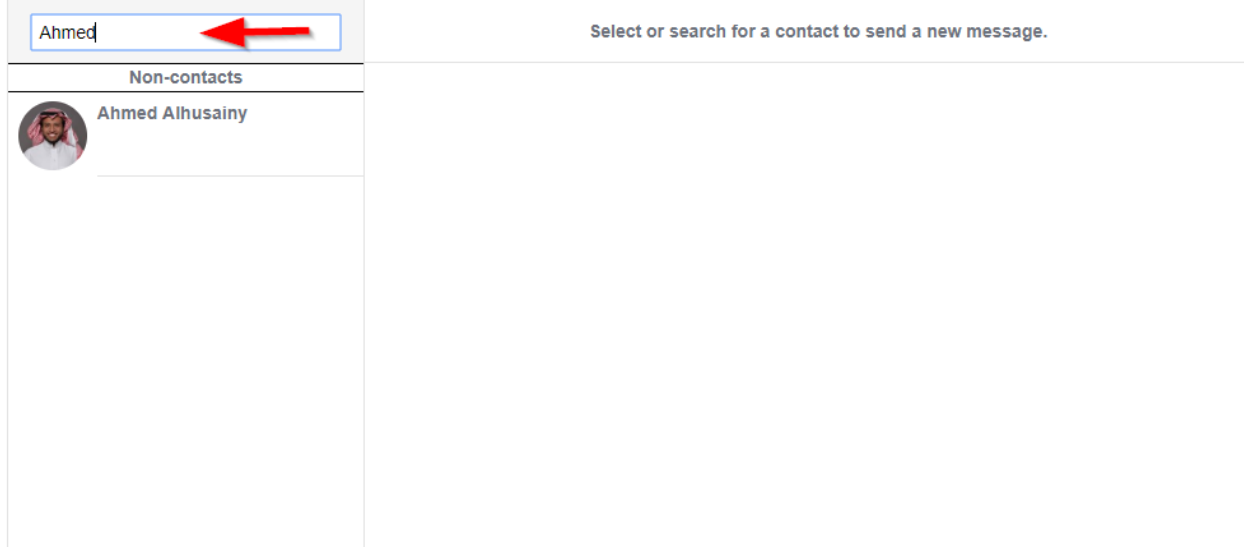 Ahmed
Select or search for a contact to send a new message.
Non-contacts
Ahmed Alhusainy